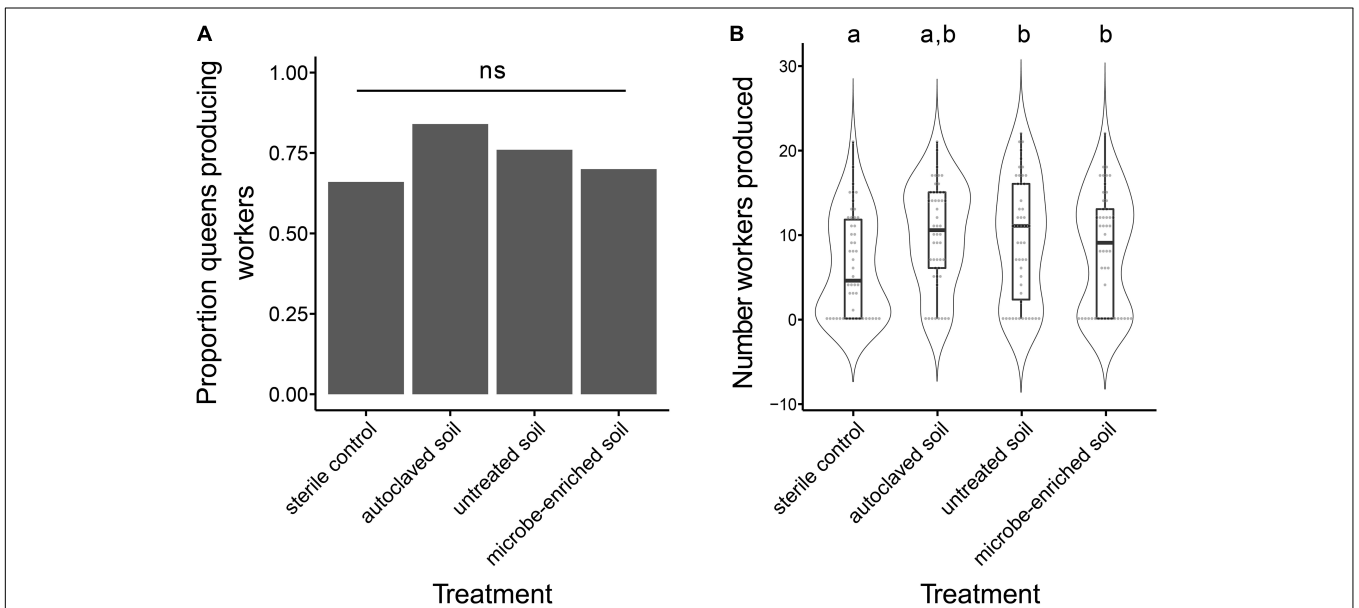 A
Proportion queens producing
workers
1.00
0.75
0.50
0.25
0.00
ns
sterile control
autoclaved soil
untreated soil
microbe-enriched soil
Treatment
B
Number workers produced
30
20
10
0
−10
a
a,b
b
b
sterile control
autoclaved soil
untreated soil
microbe-enriched soil
Treatment